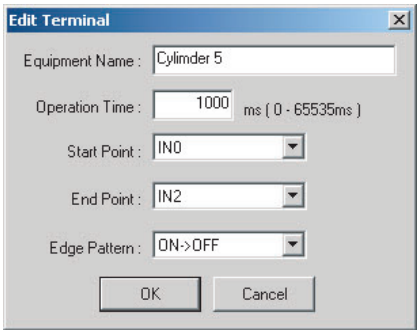 Edit Terminal
Equipment Name : Cylimder 5
Operation Time : 1000 ms ( 0 - 65535ms )
Start Point : IN0
End Point : IN2
Edge Pattern : ON->OFF
OK Cancel